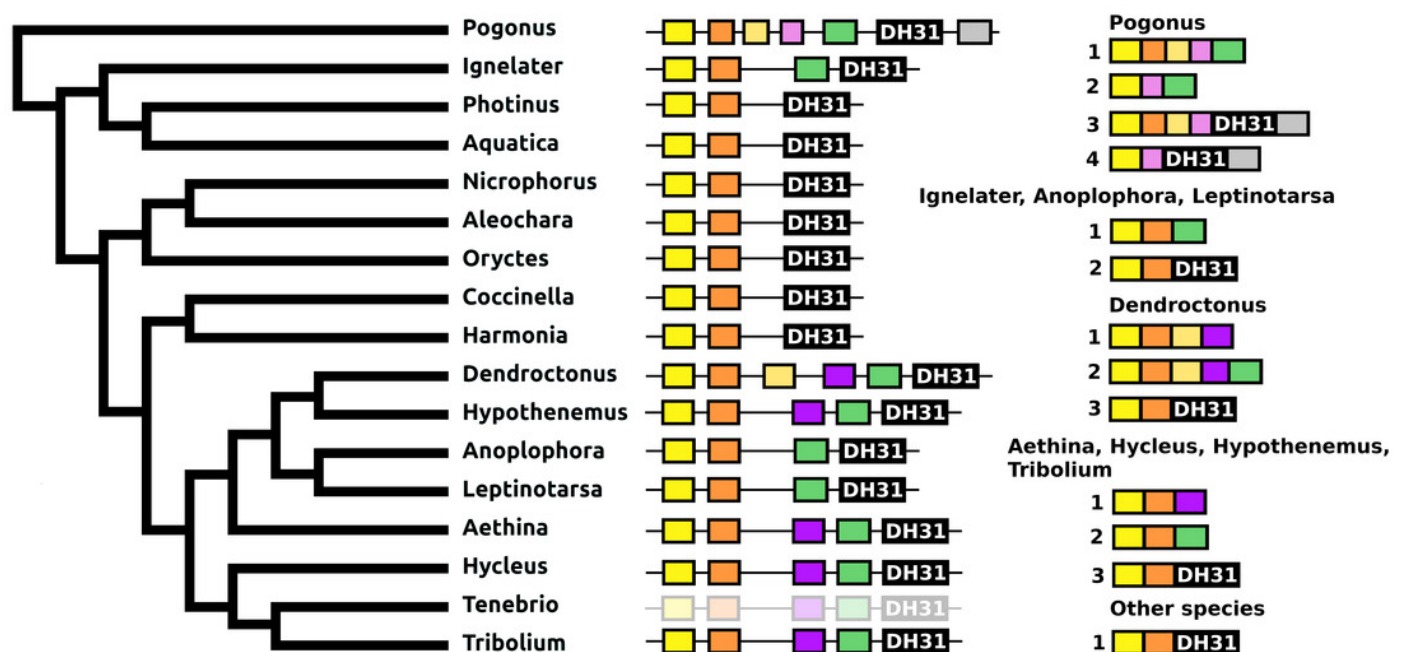 Pogonus DH31
Ignelater DH31
Photinus DH31
Aquatica DH31
Nicrophorus DH31
Aleochara DH31
Oryctes DH31
Coccinella DH31
Harmonia DH31
Dendroctonus DH31
Hypothenemus DH31
Anoplophora DH31
Leptinotarsa DH31
Aethina DH31
Hycleus DH31
Tenebrio DH31
Tribolium DH31
Pogonus
1
2
3 DH31
4 DH31
Ignelater, Anoplophora, Leptinotarsa
1
2 DH31
Dendroctonus
1
2
3 DH31
Aethina, Hycleus, Hypothenemus,
Tribolium
1
2
3 DH31
Other species
1 DH31